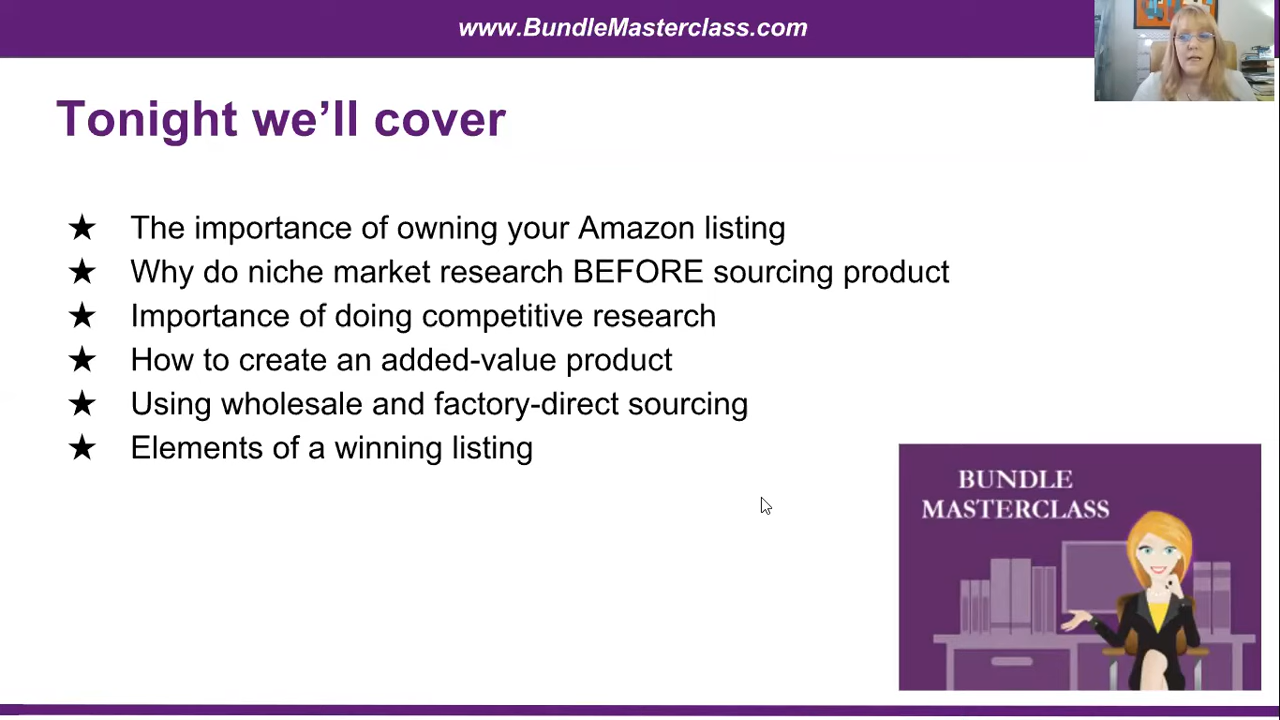 www.BundleMasterclass.com
Tonight we’ll cover
★ The importance of owning your Amazon listing
★ Why do niche market research BEFORE sourcing product
★ Importance of doing competitive research
★ How to create an added-value product
★ Using wholesale and factory-direct sourcing
★ Elements of a winning listing
BUNDLE
MASTERCLASS